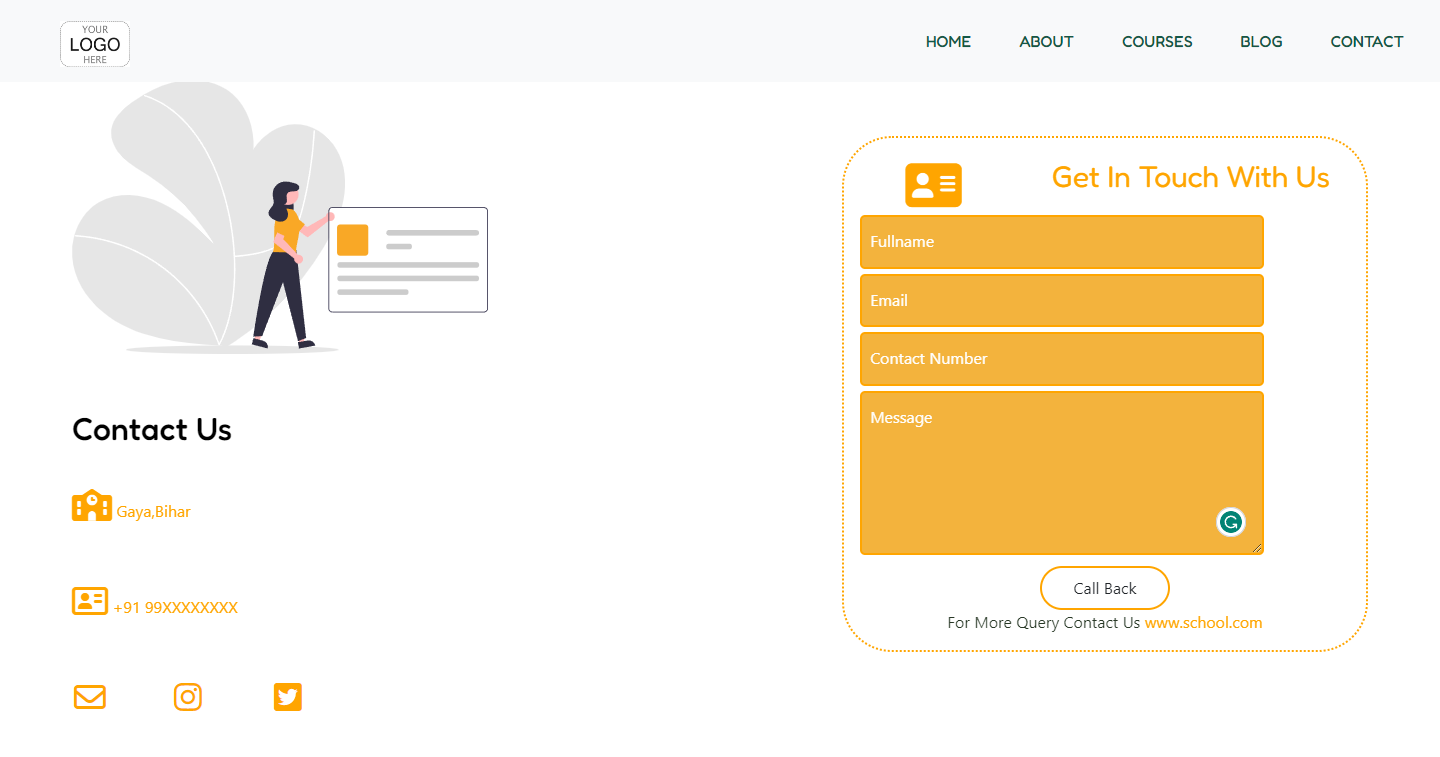 YOUR
LOGO
HERE
HOME ABOUT COURSES BLOG CONTACT
Get In Touch With Us
Fullname
Email
Contact Number
Message
Call Back
For More Query Contact Us www.school.com
Contact Us
Gaya,Bihar
+91 99XXXXXXXX